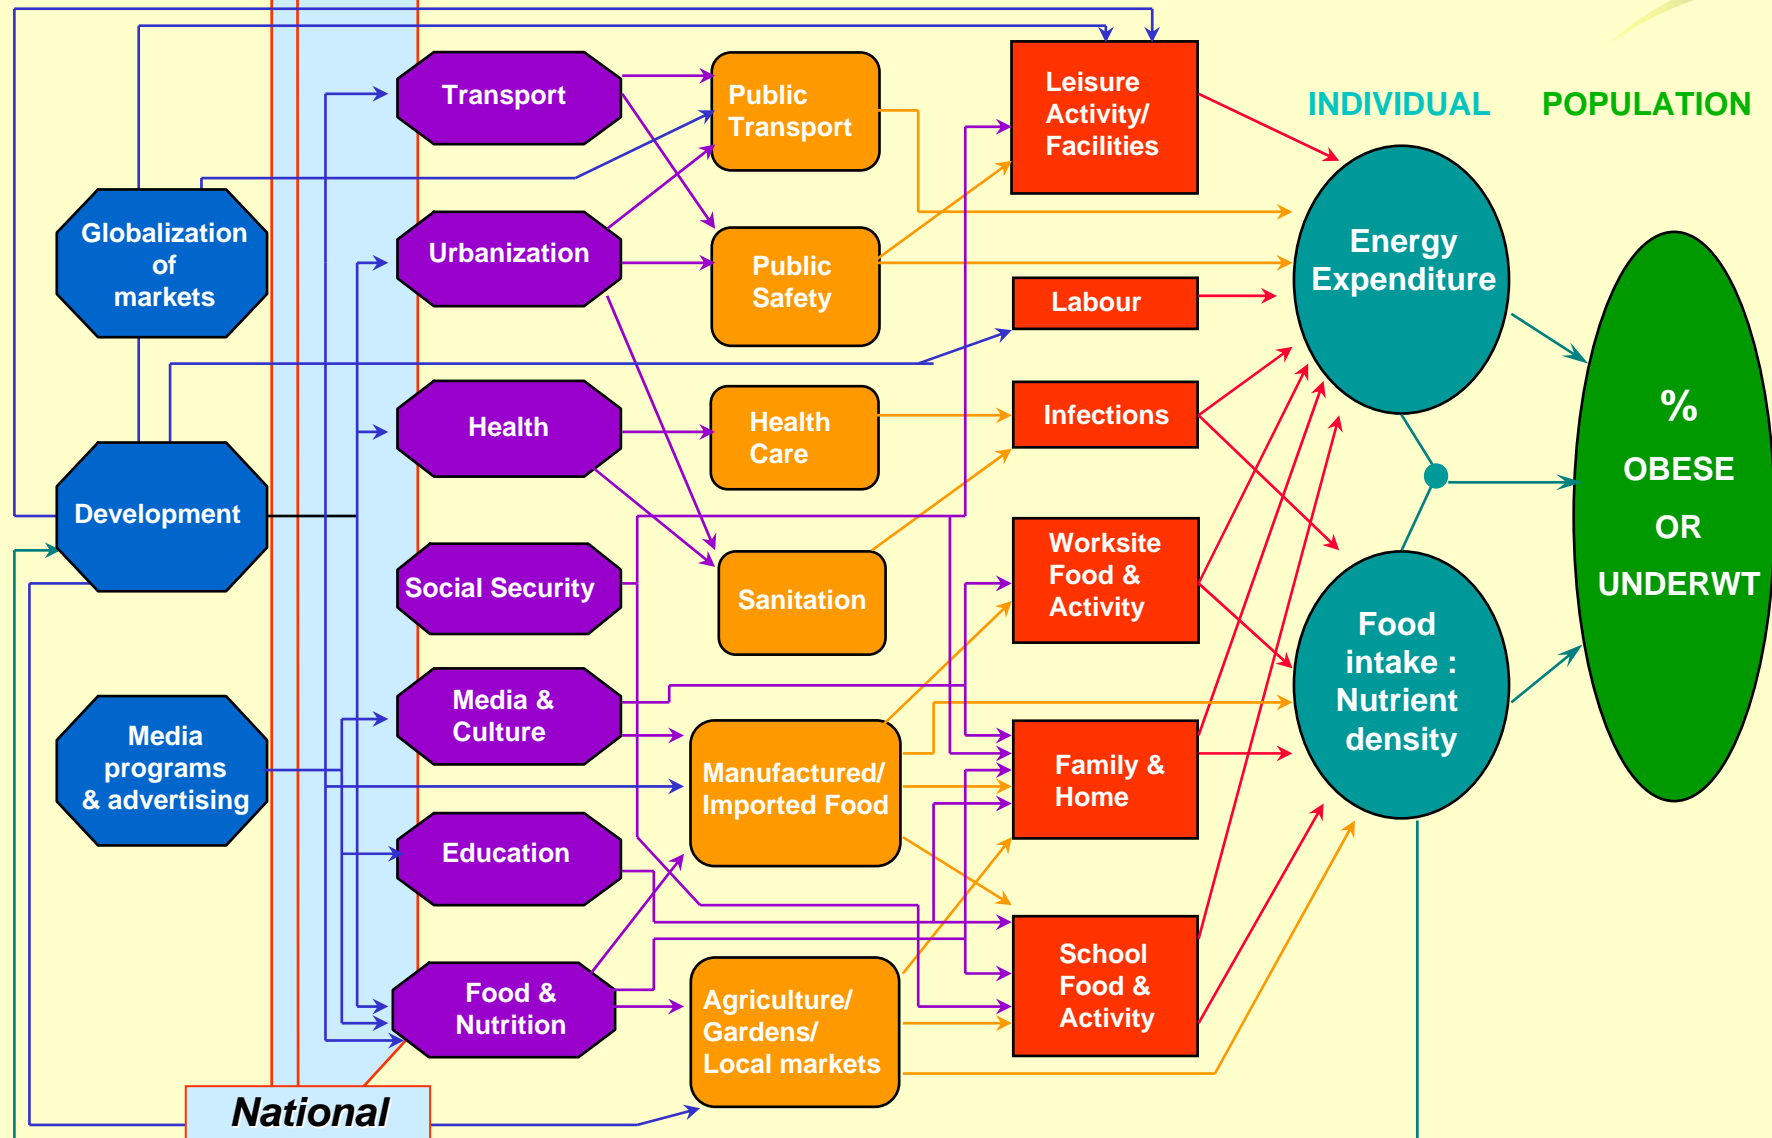 INDIVIDUAL
POPULATION
Globalization
of
markets
Development
Media
programs
& advertising
Transport
Urbanization
Health
Social Security
Media &
Culture
Education
Food &
Nutrition
National
Public
Transport
Public
Safety
Health
Care
Sanitation
Manufactured/
Imported Food
Agriculture/
Gardens/
Local markets
Leisure
Activity/
Facilities
Labour
Infections
Worksite
Food &
Activity
Family &
Home
School
Food &
Activity
Energy
Expenditure
Food
intake :
Nutrient
density
%
OBESE
OR
UNDERWT